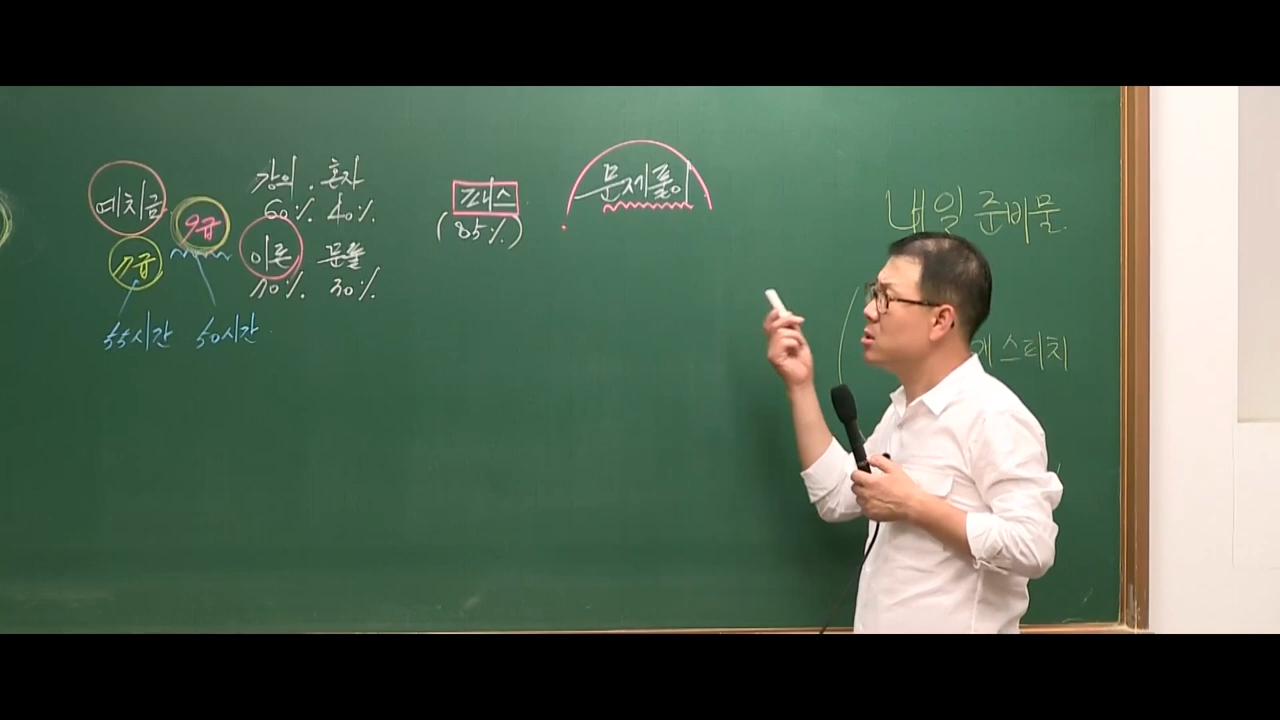 예치금
9급
7급
55시간 50시간
강의 . 혼자
60% 40%
이론 문풀
70% 30%
(85%)
문제풀이
내일 준비물
스티치